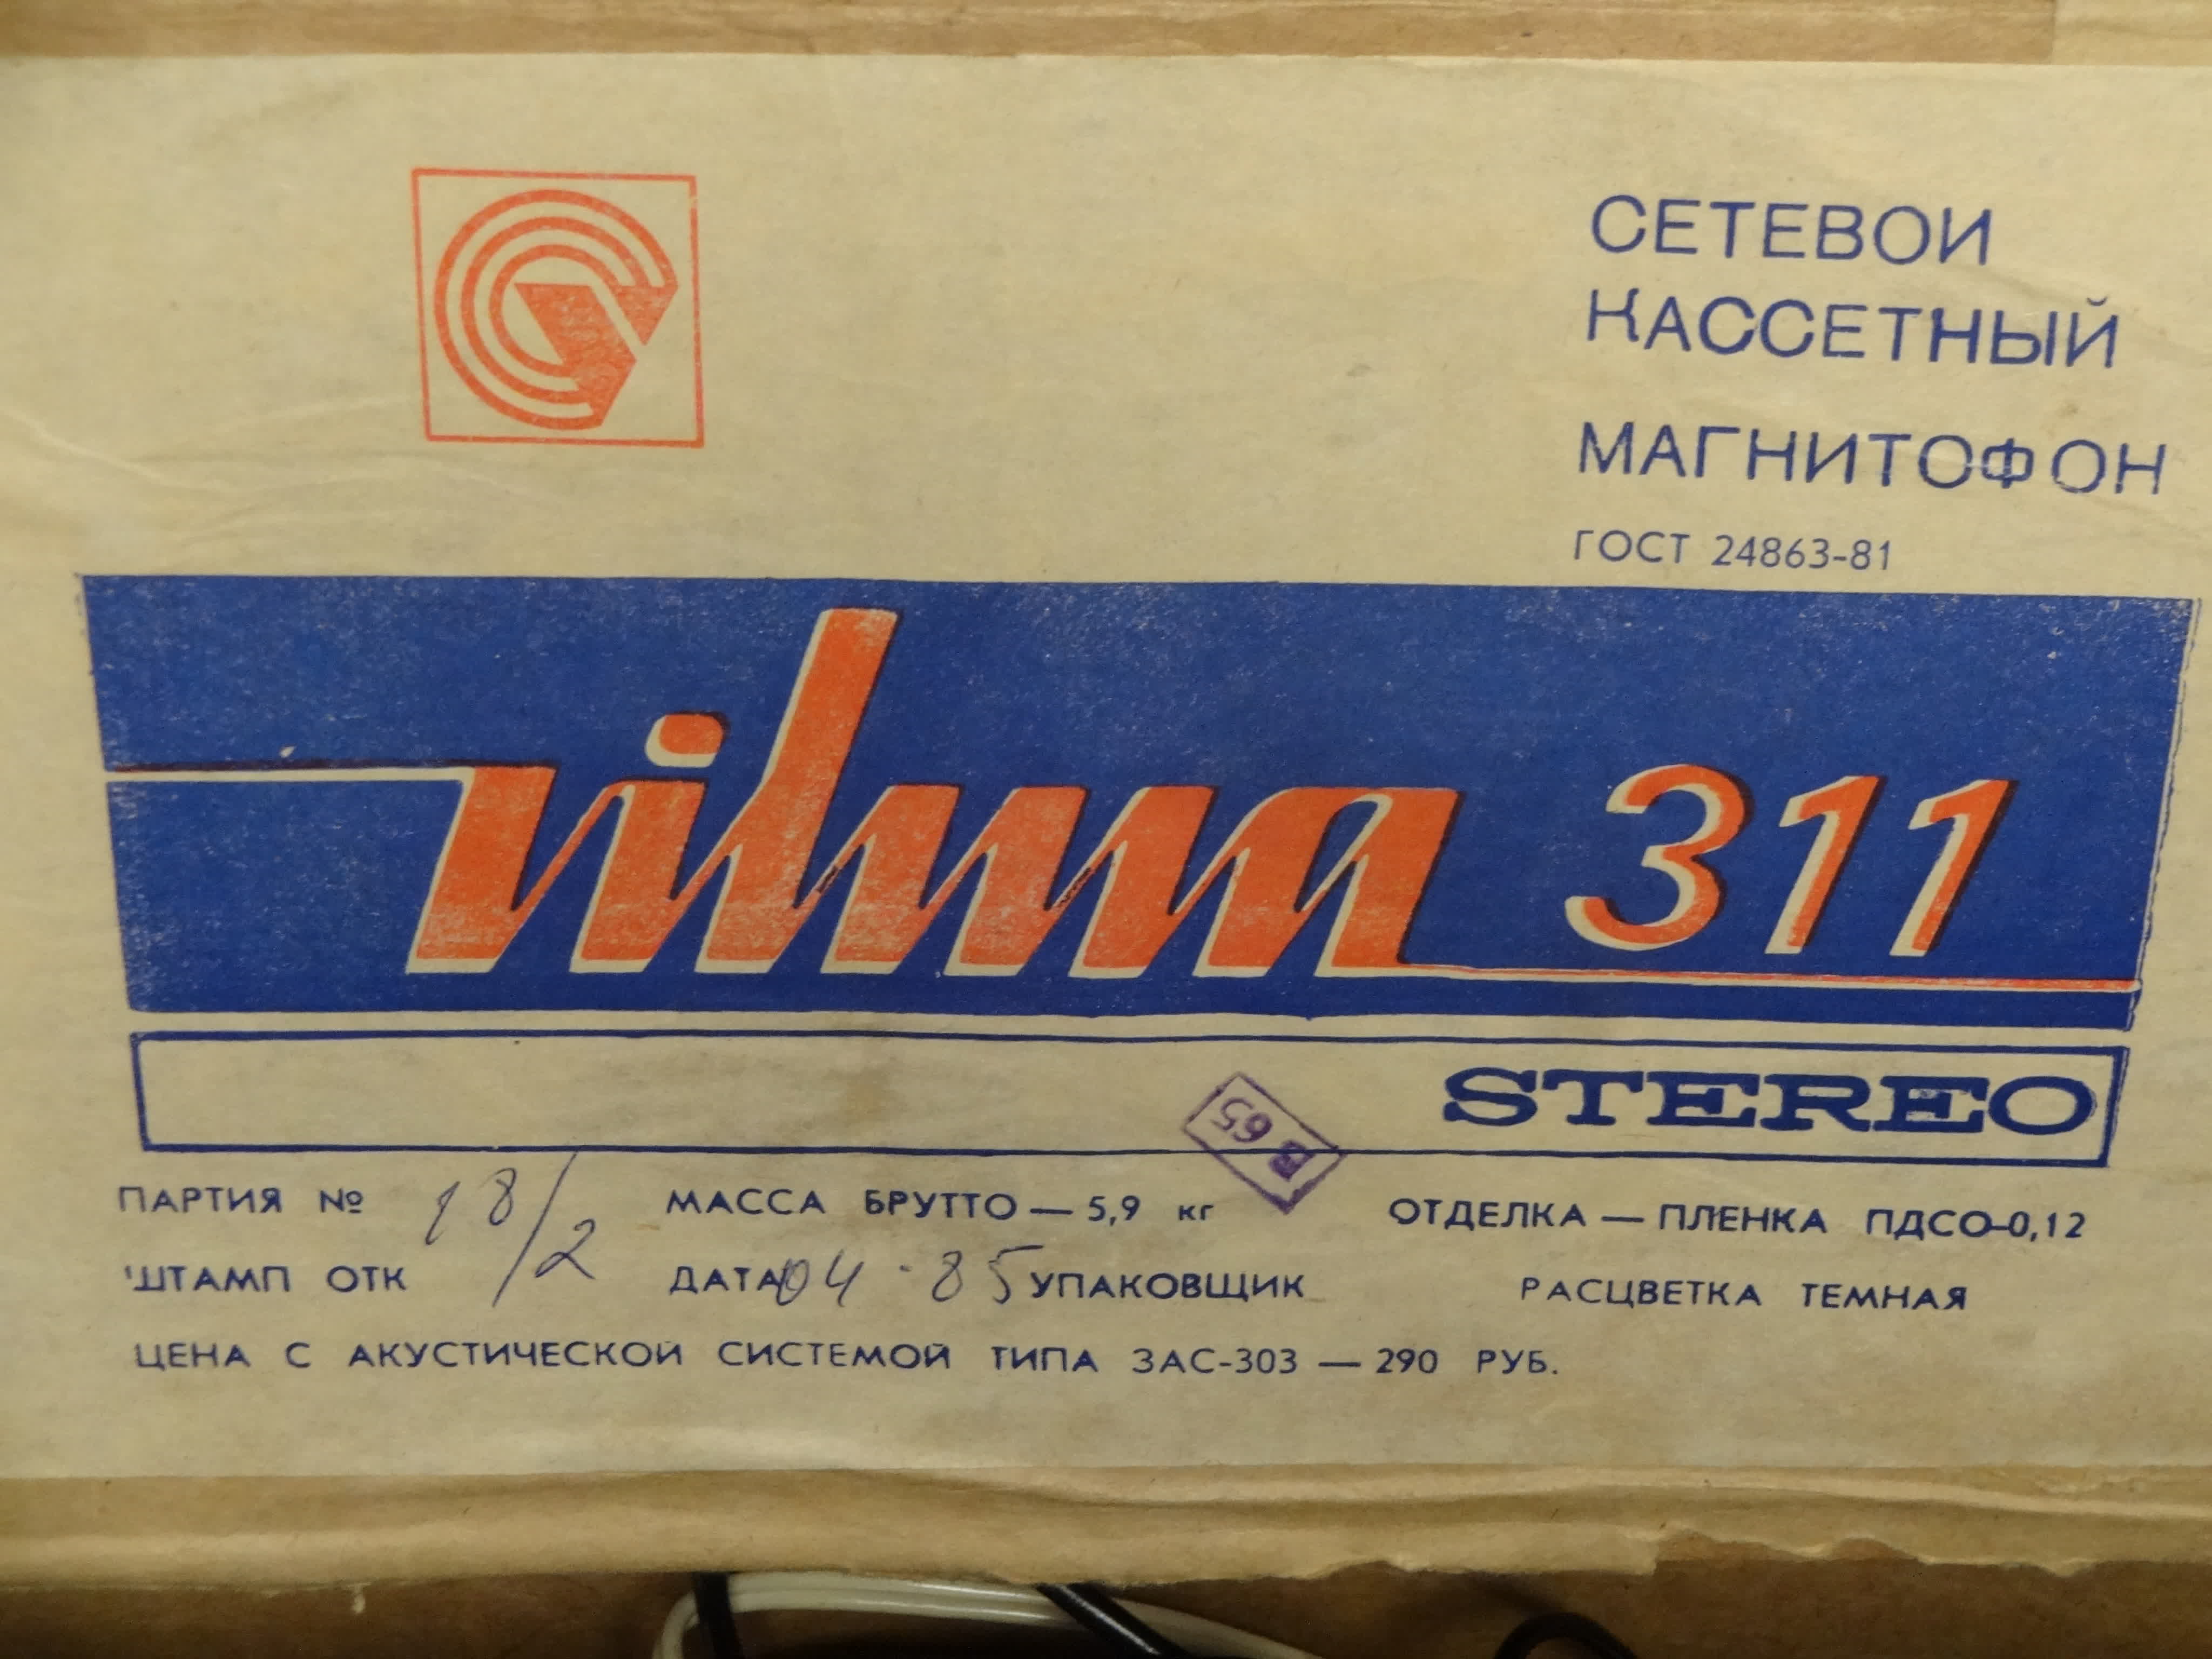 СЕТЕВОЙ
КАССЕТНЫЙ
МАГНИТОФОН
ГОСТ 24863-81
vilma 311
STEREO
В 65
ПАРТИЯ № 18/2 МАССА БРУТТО — 5,9 кг ОТДЕЛКА — ПЛЕНКА ПДСО-0,12
ШТАМП ОТК ДАТА 04·85 УПАКОВЩИК РАСЦВЕТКА ТЕМНАЯ
ЦЕНА С АКУСТИЧЕСКОЙ СИСТЕМОЙ ТИПА 3АС-303 — 290 РУБ.